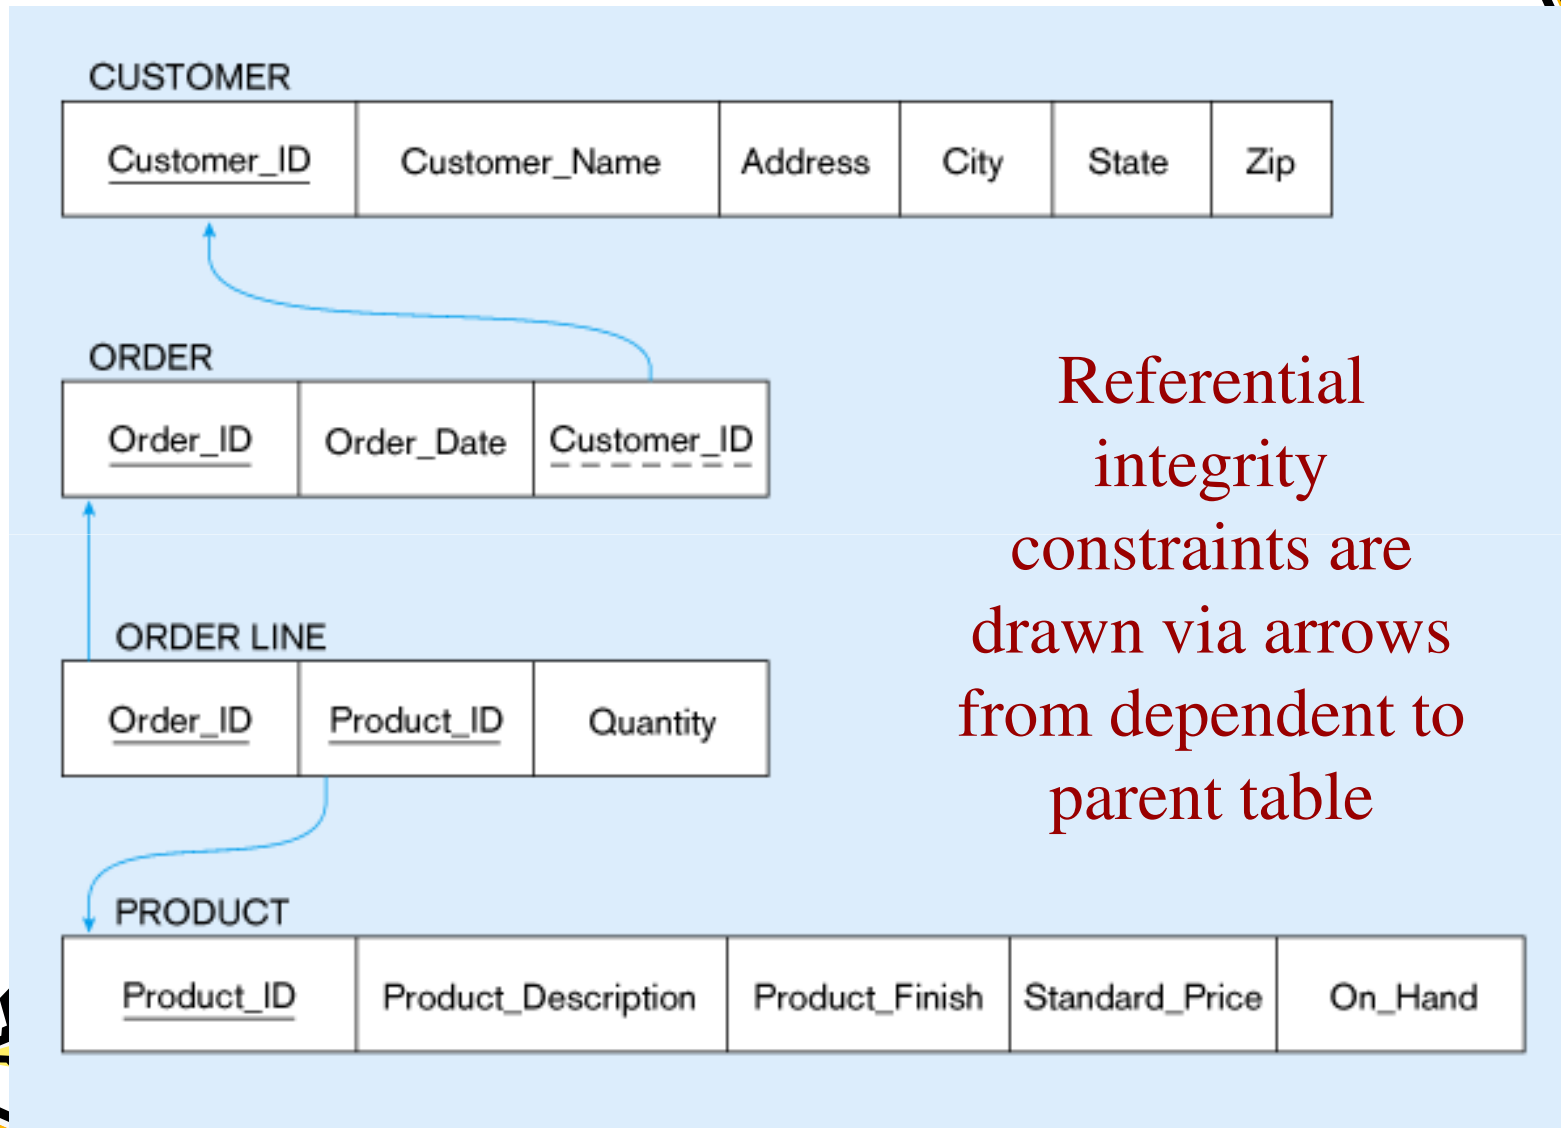 CUSTOMER
Customer_ID Customer_Name Address City State Zip
ORDER
Order_ID Order_Date Customer_ID
ORDER LINE
Order_ID Product_ID Quantity
PRODUCT
Product_ID Product_Description Product_Finish Standard_Price On_Hand
Referential
integrity
constraints are
drawn via arrows
from dependent to
parent table